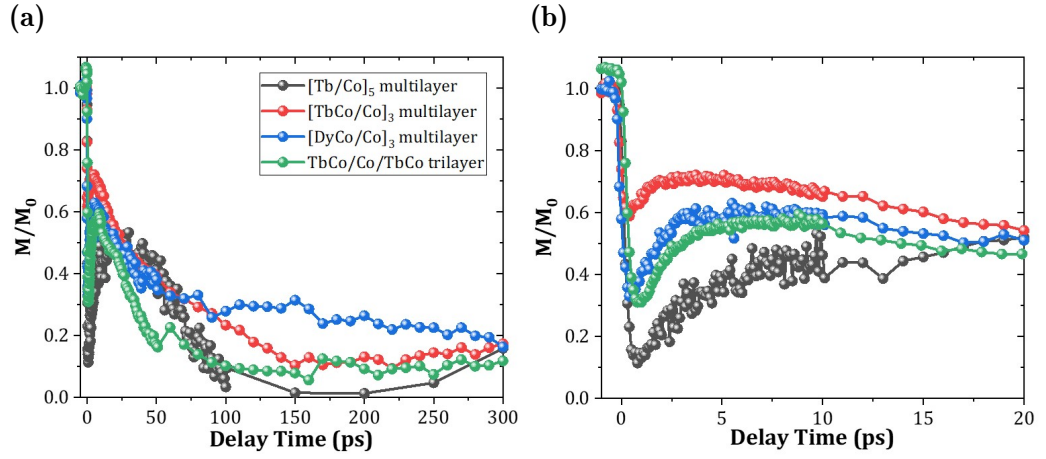 (a)
(b)
[Tb/Co]₅ multilayer
[TbCo/Co]₃ multilayer
[DyCo/Co]₃ multilayer
TbCo/Co/TbCo trilayer
M/M₀
1.0
0.8
0.6
0.4
0.2
0.0
0 50 100 150 200 250 300
Delay Time (ps)
M/M₀
1.0
0.8
0.6
0.4
0.2
0.0
0 5 10 15 20
Delay Time (ps)